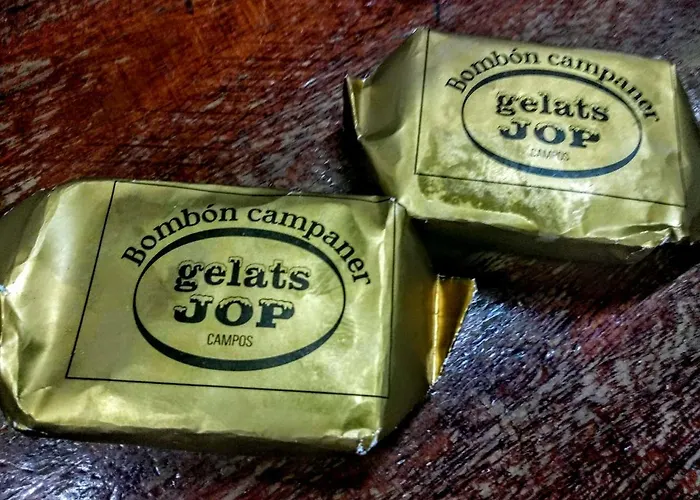 Bombón campaner
gelats
JOP
CAMPOS
Bombón campaner
gelats
JOP
CAMPOS